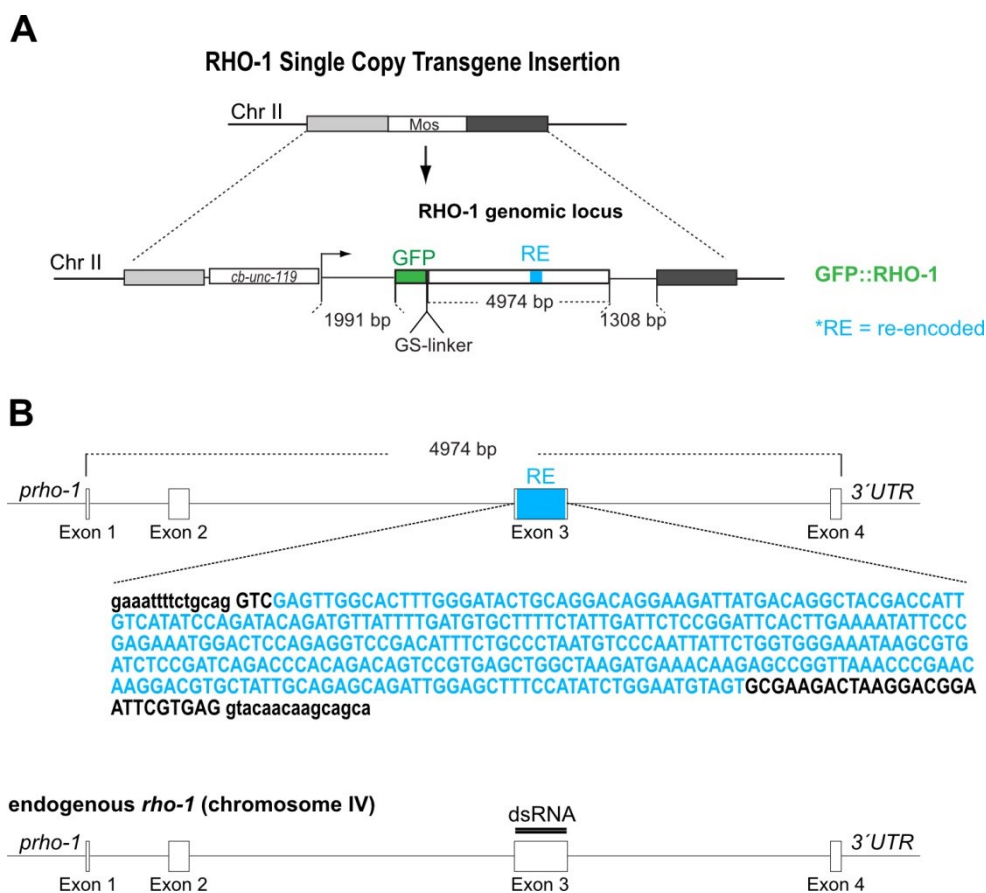 A
RHO-1 Single Copy Transgene Insertion
Chr II
Mos
RHO-1 genomic locus
Chr II
cb-unc-119
GFP
RE
GFP::RHO-1
4974 bp
1991 bp
1308 bp
GS-linker
*RE = re-encoded
B
4974 bp
RE
prho-1
3´UTR
Exon 1
Exon 2
Exon 3
Exon 4
gaaattttctgcag GTCGAGTTGGCACTTTGGGATACTGCAGGACAGGAAGATTATGACAGGCTACGACCATT
GTCATATCCAGATACAGATGTTATTTTGATGTGCTTTTCTATTGATTCTCCGGATTCACTTGAAAATATTCCC
GAGAAATGGACTCCAGAGGTCCGACATTTCTGCCCTAATGTCCCAATTATTCTGGTGGGAAATAAGCGTG
ATCTCCGATCAGACCCACAGACAGTCCGTGAGCTGGCTAAGATGAAACAAGAGCCGGTTAAACCCGAAC
AAGGACGTGCTATTGCAGAGCAGATTGGAGCTTTCCATATCTGGAATGTAGTGCGAAGACTAAGGACGGA
ATTCGTGAG gtacaacaagcagca
endogenous rho-1 (chromosome IV)
dsRNA
prho-1
3´UTR
Exon 1
Exon 2
Exon 3
Exon 4